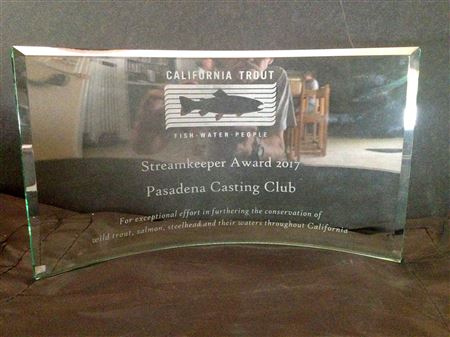 CALIFORNIA TROUT
FISH·WATER·PEOPLE
Streamkeeper Award 2017
Pasadena Casting Club
For exceptional effort in furthering the conservation of
wild trout, salmon, steelhead and their waters throughout California